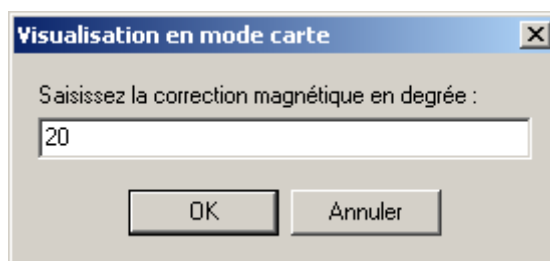 Visualisation en mode carte
Saisissez la correction magnétique en degrée :
20
OK
Annuler